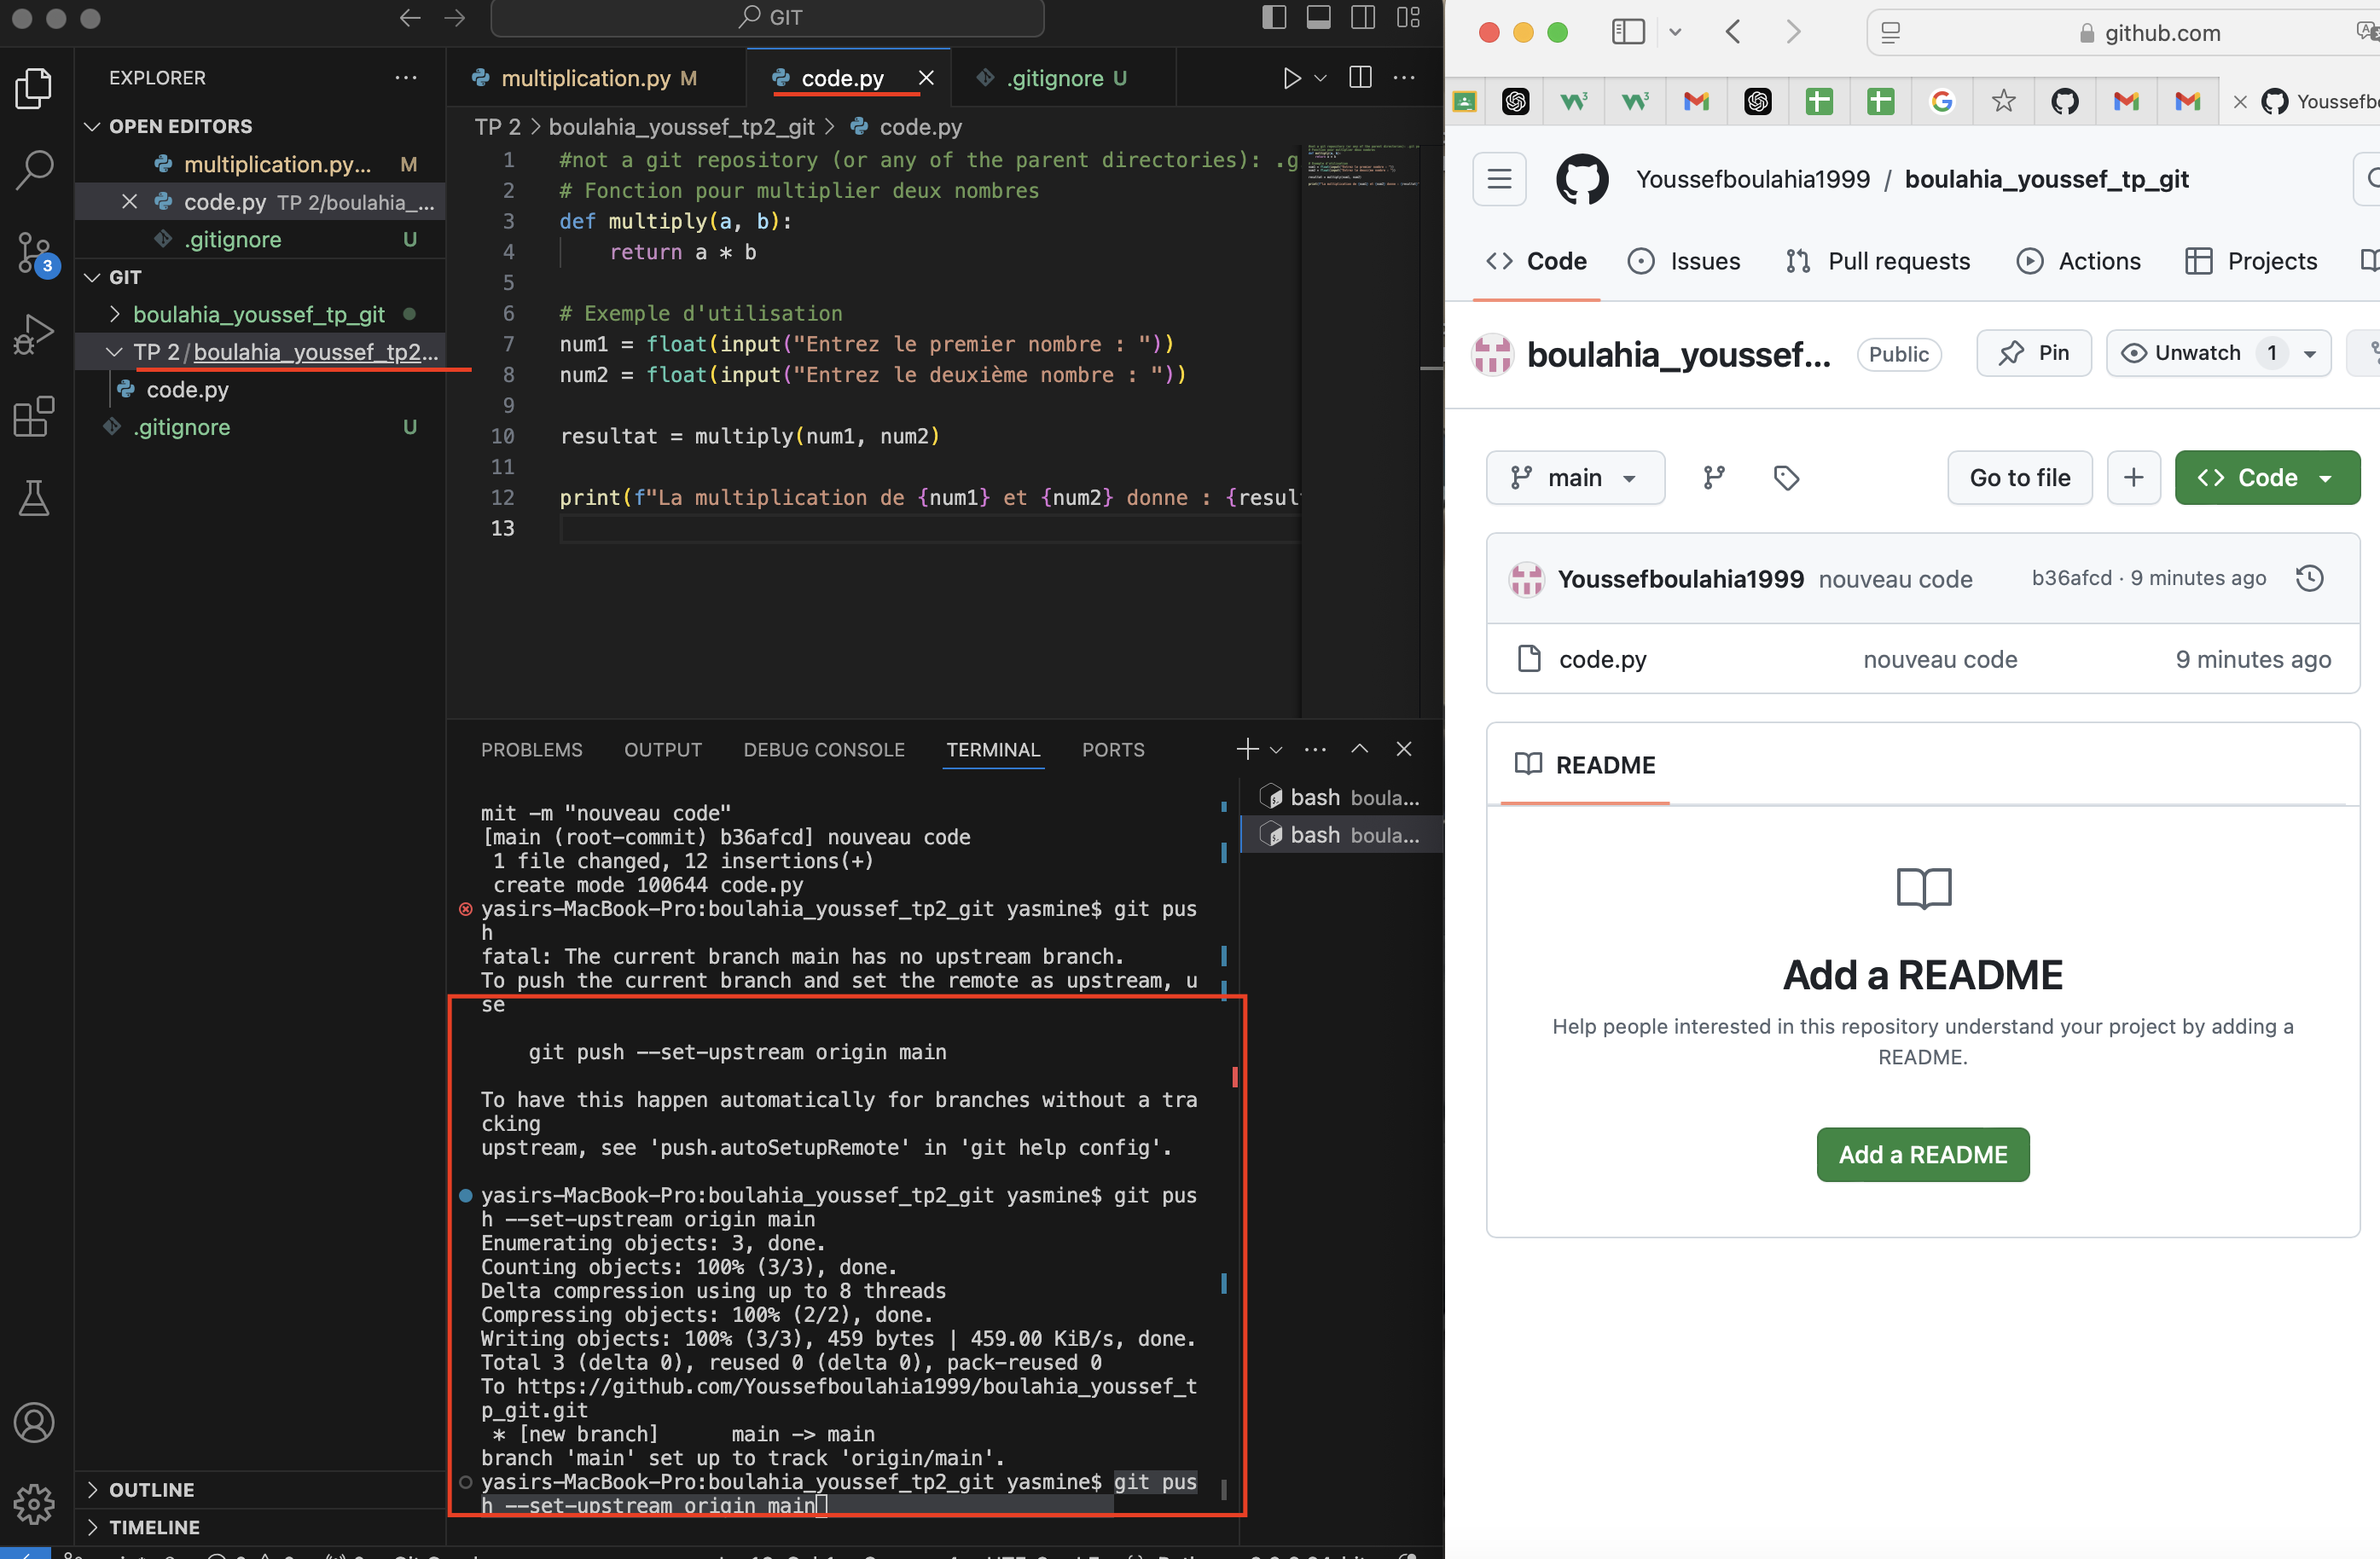 GIT
EXPLORER
OPEN EDITORS
multiplication.py... M
code.py TP 2/boulahia_...
.gitignore U
3
GIT
boulahia_youssef_tp_git
TP 2/boulahia_youssef_tp2...
code.py
.gitignore U
OUTLINE
TIMELINE
multiplication.py M
code.py
.gitignore U
TP 2 > boulahia_youssef_tp2_git > code.py
1 #not a git repository (or any of the parent directories): .g
2 # Fonction pour multiplier deux nombres
3 def multiply(a, b):
4 return a * b
5
6 # Exemple d'utilisation
7 num1 = float(input("Entrez le premier nombre : "))
8 num2 = float(input("Entrez le deuxième nombre : "))
9
10 resultat = multiply(num1, num2)
11
12 print(f"La multiplication de {num1} et {num2} donne : {resul
13
PROBLEMS OUTPUT DEBUG CONSOLE TERMINAL PORTS
bash boula...
bash boula...
mit -m "nouveau code"
[main (root-commit) b36afcd] nouveau code
1 file changed, 12 insertions(+)
create mode 100644 code.py
yasirs-MacBook-Pro:boulahia_youssef_tp2_git yasmine$ git pus
h
fatal: The current branch main has no upstream branch.
To push the current branch and set the remote as upstream, u
se
git push --set-upstream origin main
To have this happen automatically for branches without a tra
cking
upstream, see 'push.autoSetupRemote' in 'git help config'.
yasirs-MacBook-Pro:boulahia_youssef_tp2_git yasmine$ git pus
h --set-upstream origin main
Enumerating objects: 3, done.
Counting objects: 100% (3/3), done.
Delta compression using up to 8 threads
Compressing objects: 100% (2/2), done.
Writing objects: 100% (3/3), 459 bytes | 459.00 KiB/s, done.
Total 3 (delta 0), reused 0 (delta 0), pack-reused 0
To https://github.com/Youssefboulahia1999/boulahia_youssef_t
p_git.git
* [new branch] main -> main
branch 'main' set up to track 'origin/main'.
yasirs-MacBook-Pro:boulahia_youssef_tp2_git yasmine$ git pus
h --set-upstream origin main
github.com
Youssefb
Youssefboulahia1999 / boulahia_youssef_tp_git
Code Issues Pull requests Actions Projects
boulahia_youssef... Public Pin Unwatch 1
main Go to file Code
Youssefboulahia1999 nouveau code b36afcd · 9 minutes ago
code.py nouveau code 9 minutes ago
README
Add a README
Help people interested in this repository understand your project by adding a
README.
Add a README